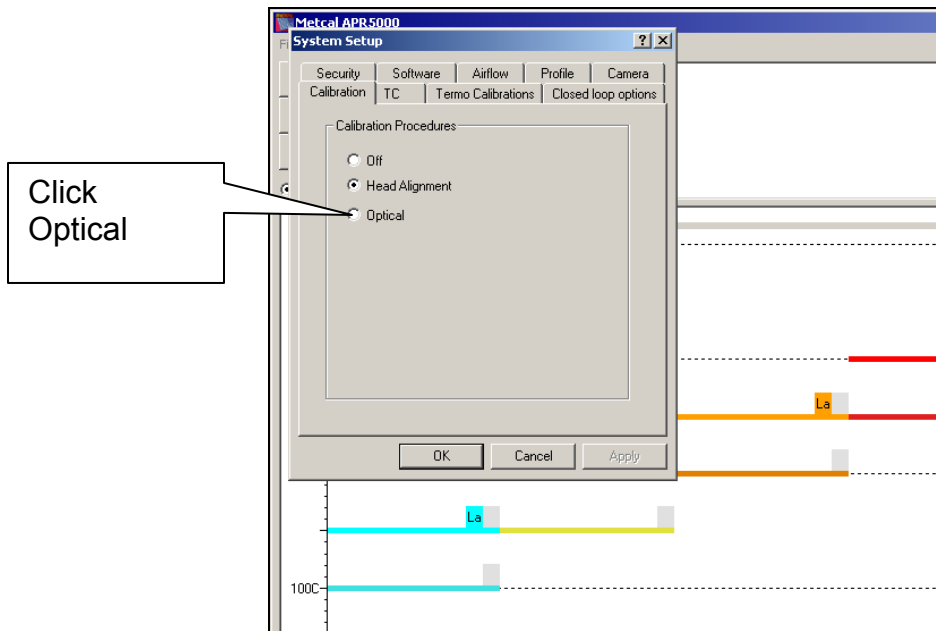 Metcal APR5000
System Setup
Security Software Airflow Profile Camera
Calibration TC Termo Calibrations Closed loop options
Calibration Procedures
Off
Head Alignment
Optical
Click
Optical
OK Cancel Apply
La
La
100C